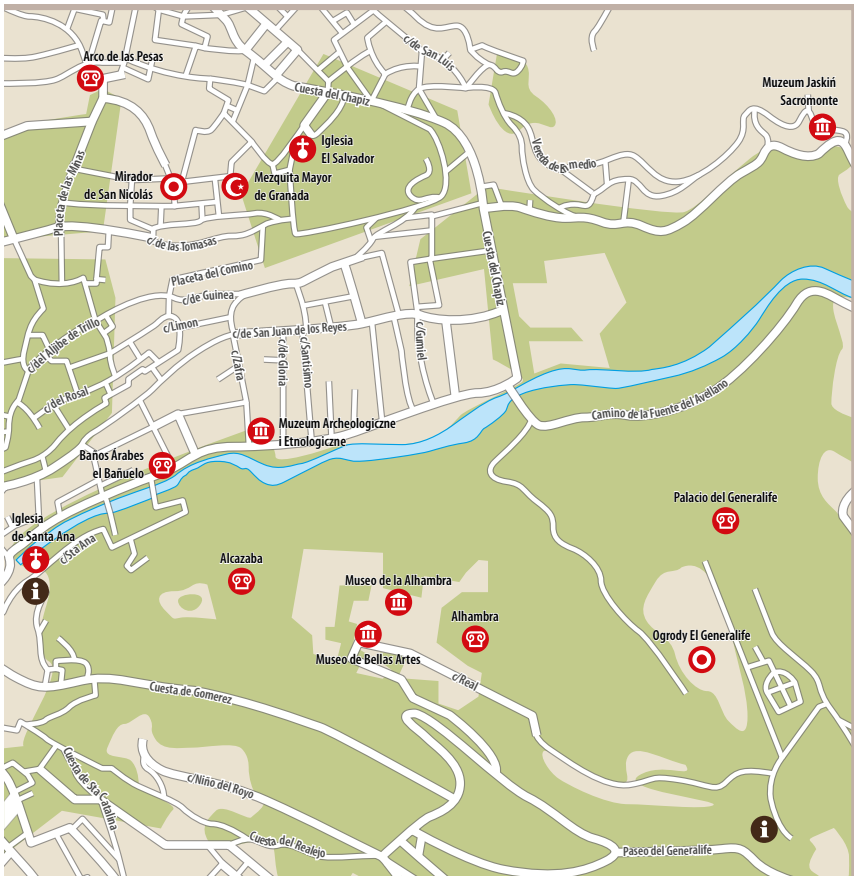 Arco de las Pesas
c/de San Luis
Muzeum Jaskiń
Sacromonte
Cuesta del Chapiz
Iglesia
El Salvador
Vereda de Enmedio
Placeta de las Minas
Mirador
de San Nicolás
Mezquita Mayor
de Granada
c/de las Tomasas
Cuesta del Chapiz
Placeta del Comino
c/de Guinea
c/Limon
c/de San Juan de los Reyes
c/del Aljibe de Trillo
c/Zafra
c/de Gloria
c/Santísimo
c/Gumiel
c/del Rosal
Camino de la Fuente del Avellano
Muzeum Archeologiczne
i Etnologiczne
Baños Árabes
el Bañuelo
Palacio del Generalife
Iglesia
de Santa Ana
c/Sta Ana
Alcazaba
Museo de la Alhambra
Alhambra
Museo de Bellas Artes
Ogrody El Generalife
c/Real
Cuesta de Gomerez
Cuesta de Sta Catalina
c/Niño del Royo
Cuesta del Realejo
Paseo del Generalife